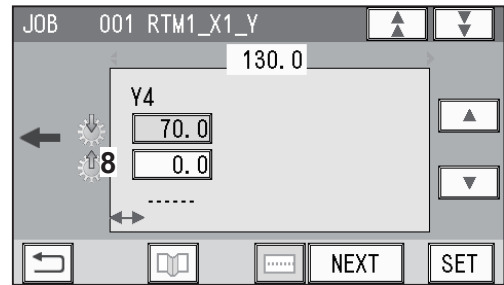 JOB 001 RTM1_X1_Y
130.0
Y4
70.0
8 0.0
------
NEXT SET